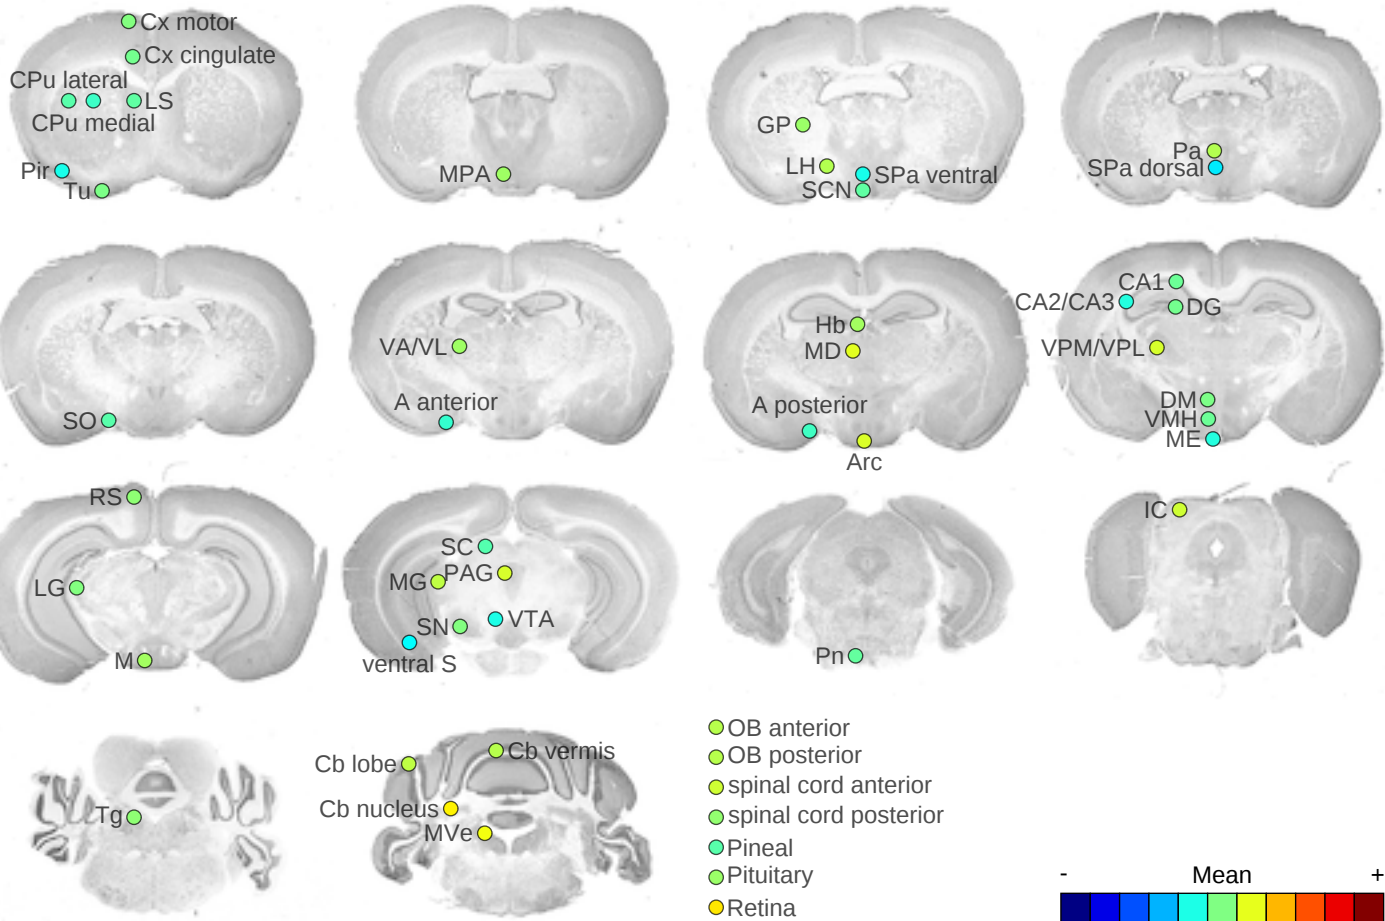 Cx motor
Cx cingulate
CPu lateral
LS
CPu medial
Pir
Tu
MPA
GP
LH
SPa ventral
SCN
Pa
SPa dorsal
SO
VA/VL
A anterior
Hb
MD
A posterior
Arc
CA1
CA2/CA3
DG
VPM/VPL
DM
VMH
ME
RS
LG
M
SC
PAG
MG
VTA
SN
ventral S
Pn
IC
Tg
Cb vermis
Cb lobe
Cb nucleus
MVe
OB anterior
OB posterior
spinal cord anterior
spinal cord posterior
Pineal
Pituitary
Retina
- Mean +